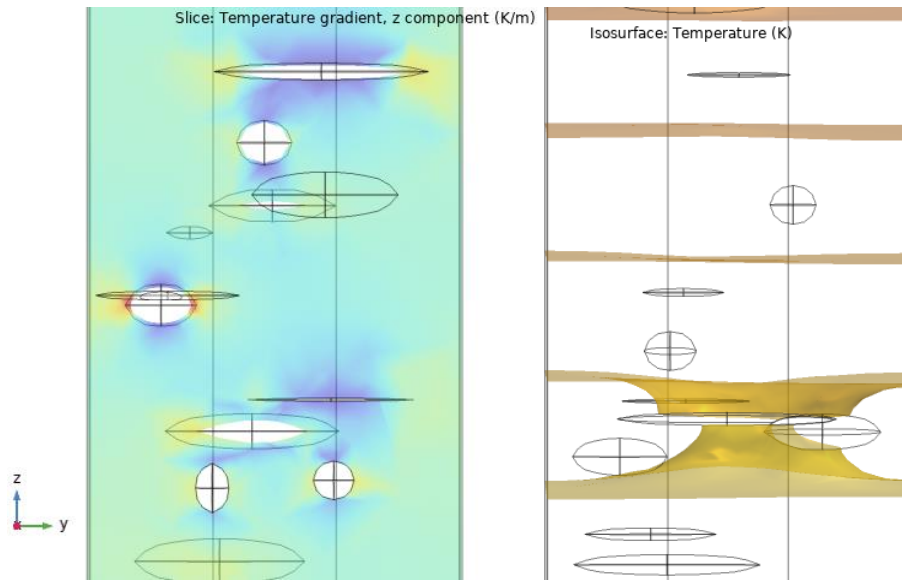 Slice: Temperature gradient, z component (K/m)
Isosurface: Temperature (K)
z
y